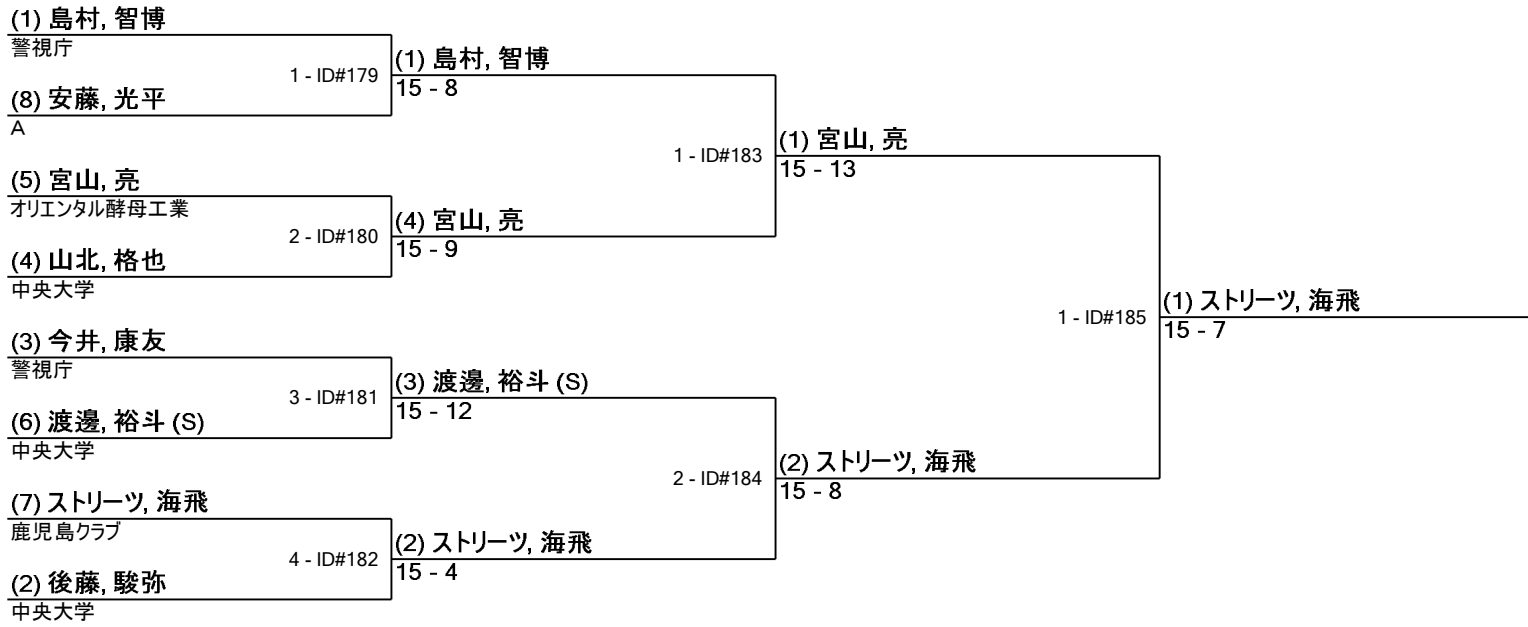 (1) 島村, 智博
警視庁
1 - ID#179
(8) 安藤, 光平
A
(5) 宮山, 亮
オリエンタル酵母工業
2 - ID#180
(4) 山北, 格也
中央大学
(3) 今井, 康友
警視庁
3 - ID#181
(6) 渡邊, 裕斗 (S)
中央大学
(7) ストリーツ, 海飛
鹿児島クラブ
4 - ID#182
(2) 後藤, 駿弥
中央大学
(1) 島村, 智博
15 - 8
1 - ID#183
(4) 宮山, 亮
15 - 9
(3) 渡邊, 裕斗 (S)
15 - 12
2 - ID#184
(2) ストリーツ, 海飛
15 - 4
(1) 宮山, 亮
15 - 13
1 - ID#185
(2) ストリーツ, 海飛
15 - 8
(1) ストリーツ, 海飛
15 - 7